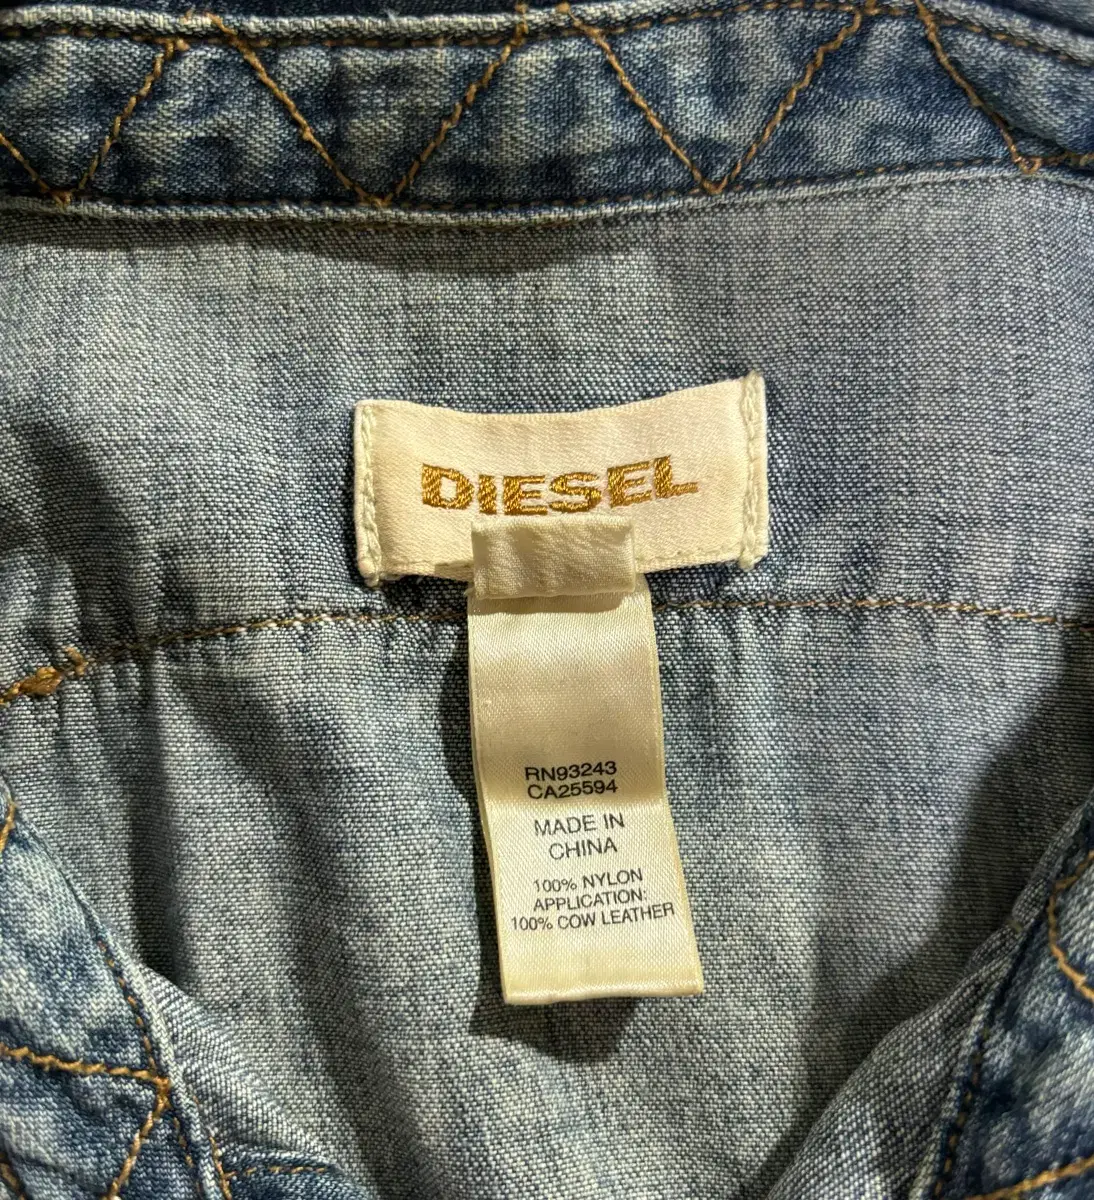 DIESEL
RN93243
CA25594
MADE IN
CHINA
100% NYLON
APPLICATION:
100% COW LEATHER